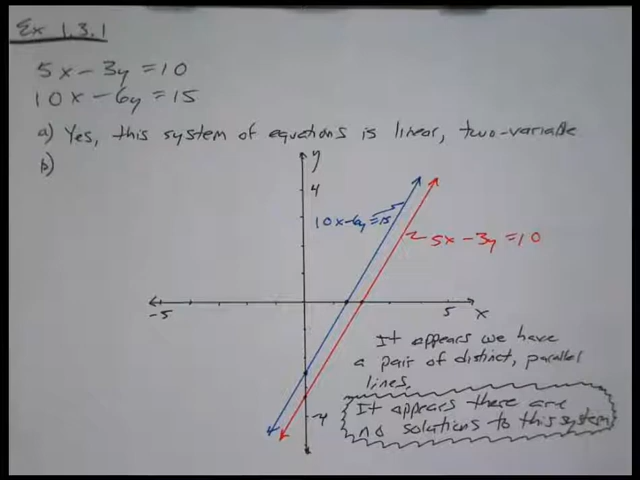 Ex 1.3.1
5x - 3y = 10
10x - 6y = 15
a) Yes, this system of equations is linear, two-variable
b)
y
4
10x-6y=15
5x - 3y = 10
-5
5
x
It appears we have
a pair of distinct, parallel
lines.
-4
It appears there are
no solutions to this system